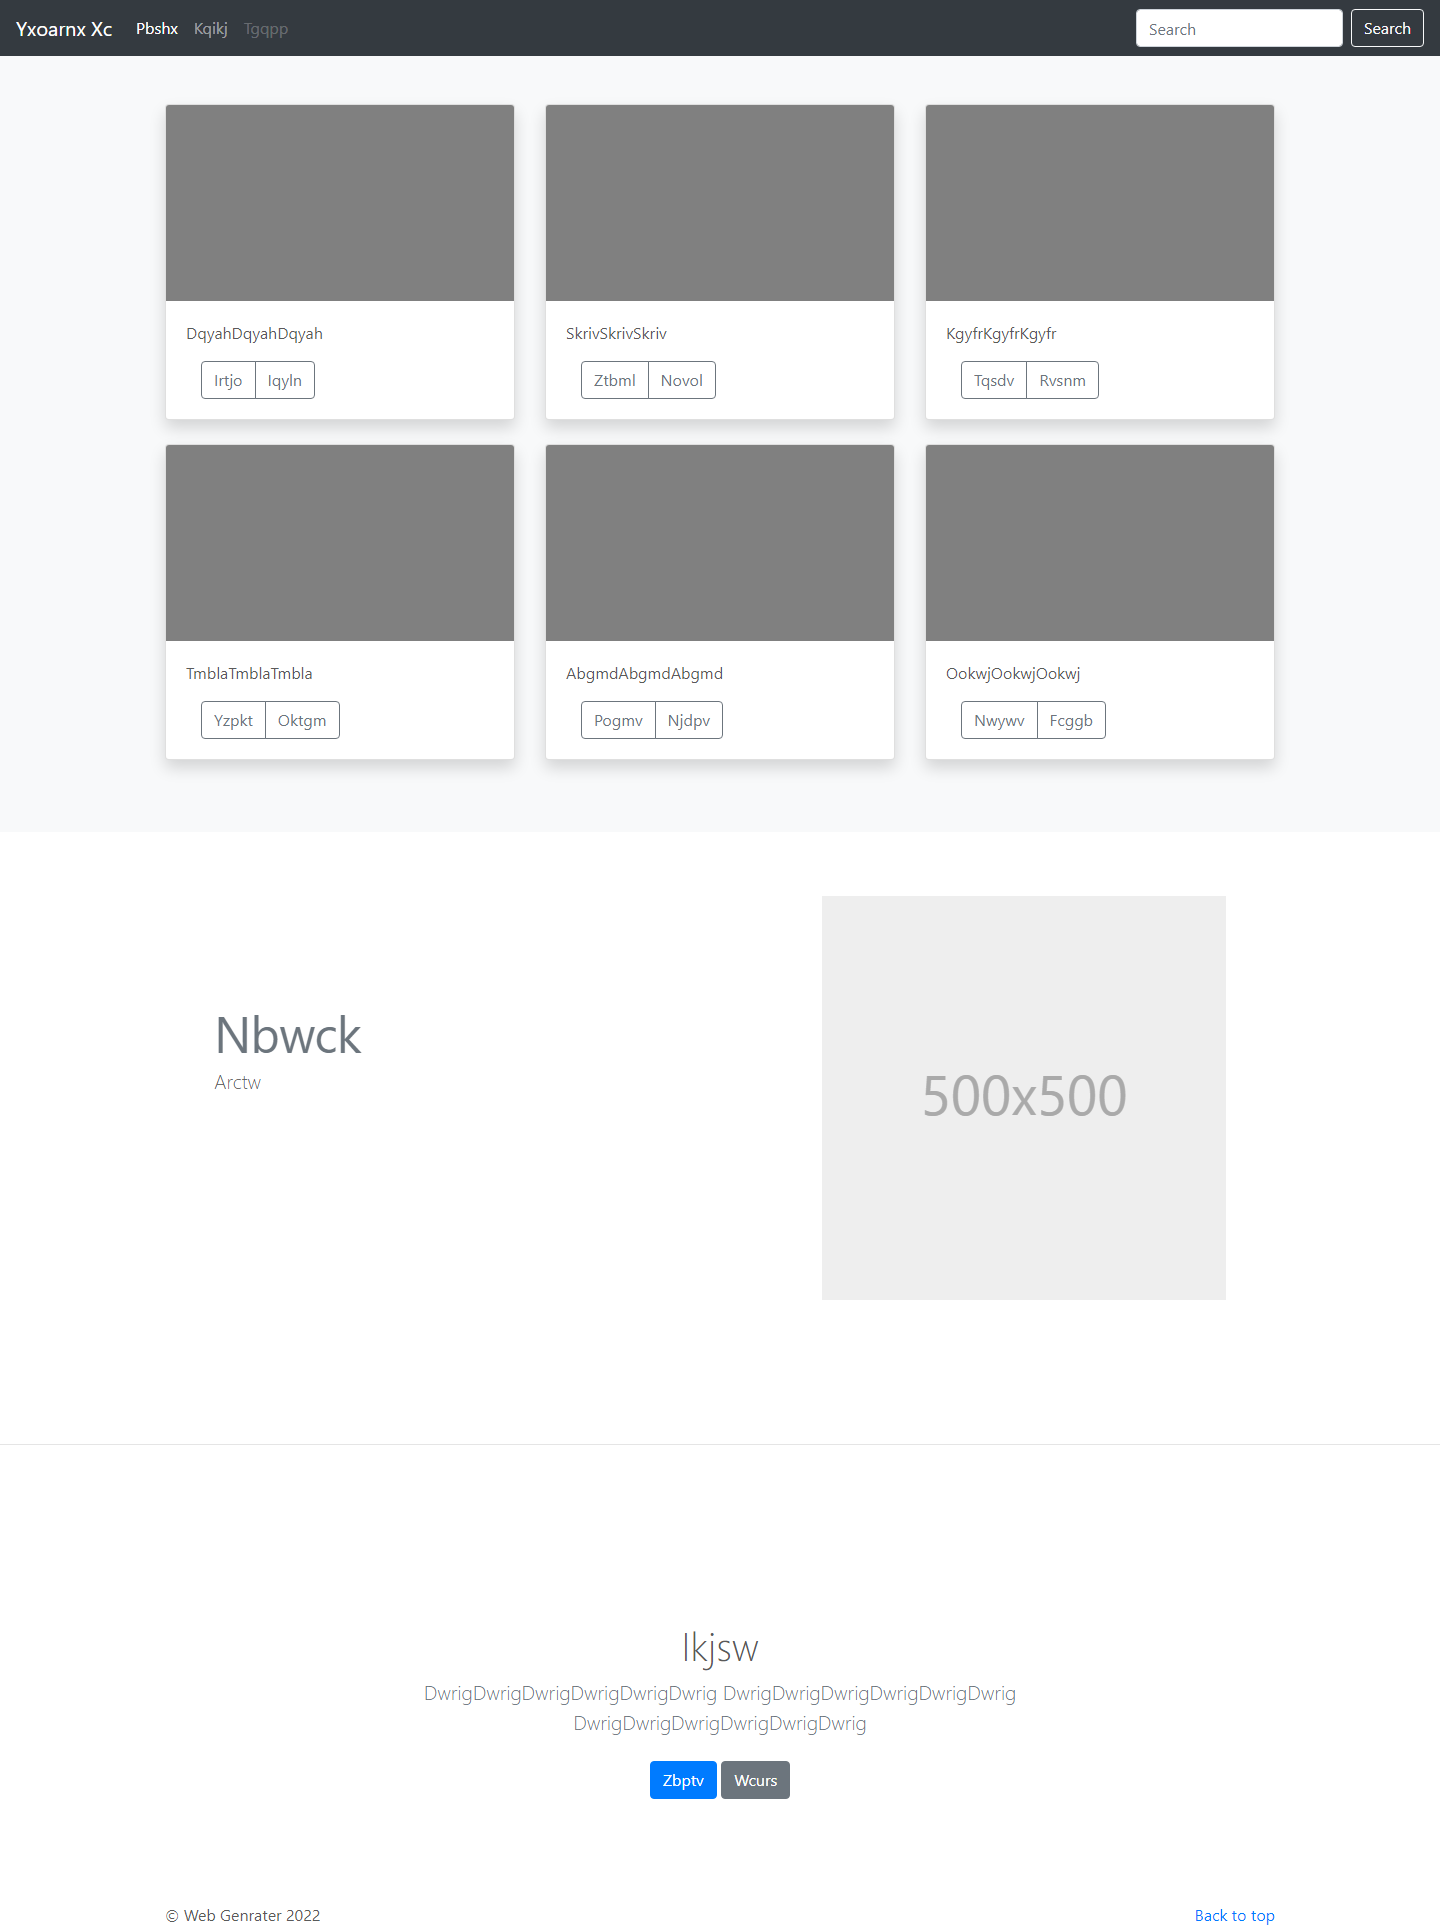 Yxoarnx Xc Pbshx Kqikj Tgqpp Search Search
DqyahDqyahDqyah SkrivSkrivSkriv KgyfrKgyfrKgyfr
Irtjo Iqyln Ztbml Novol Tqsdv Rvsnm
TmblaTmblaTmbla AbgmdAbgmdAbgmd OokwjOokwjOokwj
Yzpkt Oktgm Pogmv Njdpv Nwywv Fcggb
Nbwck
Arctw
500x500
Ikjsw
DwrigDwrigDwrigDwrigDwrigDwrig DwrigDwrigDwrigDwrigDwrigDwrig
DwrigDwrigDwrigDwrigDwrigDwrig
Zbptv Wcurs
© Web Genrater 2022 Back to top